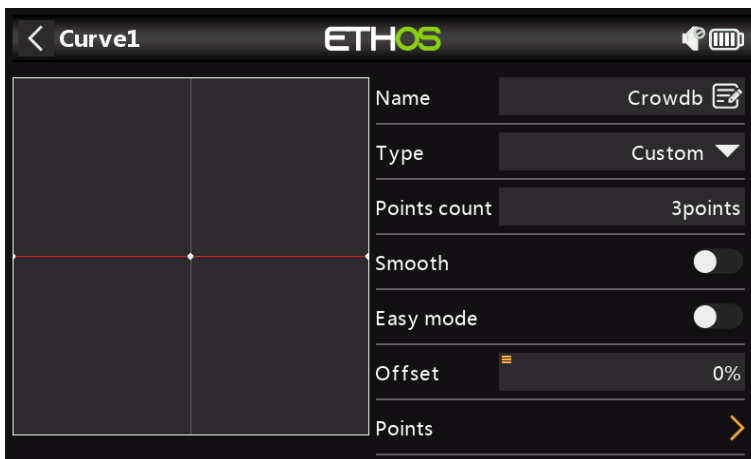 Curve1 ETHOS
Name Crowdb
Type Custom
Points count 3points
Smooth
Easy mode
Offset 0%
Points